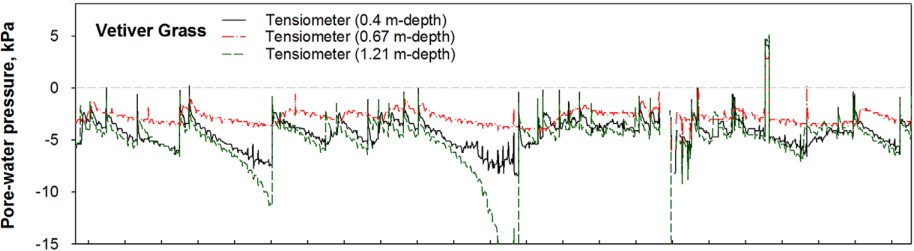 Vetiver Grass
Tensiometer (0.4 m-depth)
Tensiometer (0.67 m-depth)
Tensiometer (1.21 m-depth)
Pore-water pressure, kPa
5
0
-5
-10
-15